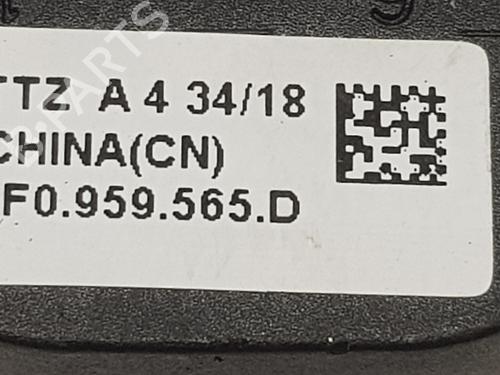 TTZ A 4 34/18
CHINA(CN)
F0.959.565.D